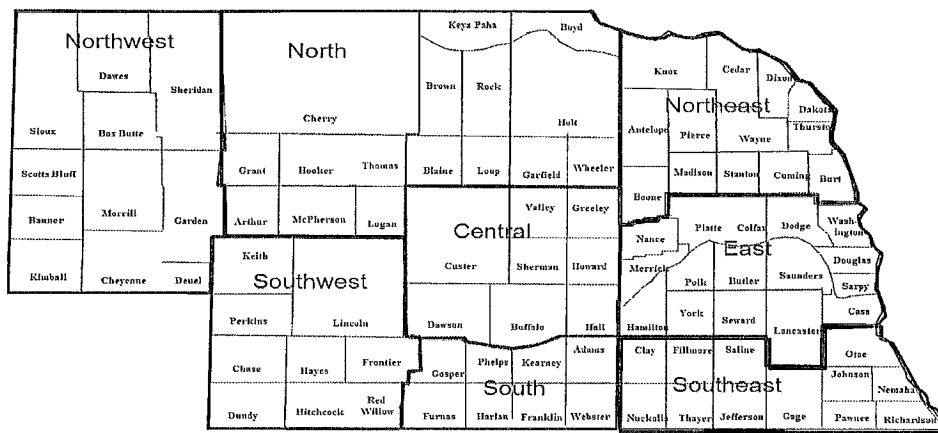 Northwest
Dawes
Sheridan
Sioux
Box Butte
Scotts Bluff
Banner
Morrill
Garden
Kimball
Cheyenne
Deuel
North
Keya Paha
Boyd
Brown
Rock
Cherry
Holt
Grant
Hooker
Thomas
Blaine
Loup
Garfield
Wheeler
Arthur
McPherson
Logan
Northeast
Knox
Cedar
Dixon
Dakota
Antelope
Pierce
Wayne
Thurston
Madison
Stanton
Cuming
Burt
Boone
Central
Valley
Greeley
Custer
Sherman
Howard
Dawson
Buffalo
Hall
East
Nance
Platte
Colfax
Dodge
Wash-
ington
Merrick
Polk
Butler
Saunders
Douglas
Sarpy
Cass
Hamilton
York
Seward
Lancaster
Southwest
Keith
Perkins
Lincoln
Chase
Hayes
Frontier
Dundy
Hitchcock
Red
Willow
South
Gosper
Phelps
Kearney
Adams
Furnas
Harlan
Franklin
Webster
Southeast
Clay
Fillmore
Saline
Otoe
Johnson
Nemaha
Nuckolls
Thayer
Jefferson
Gage
Pawnee
Richardson